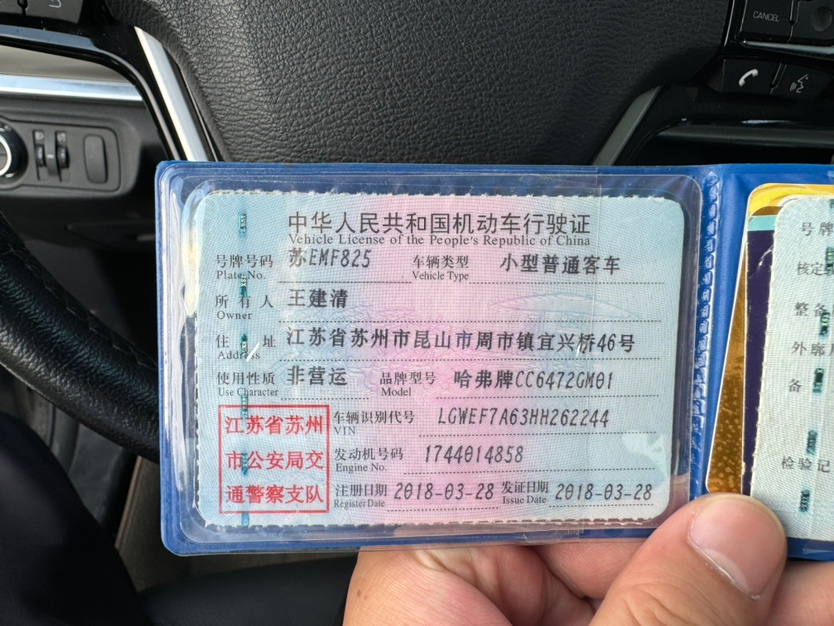 CANCEL
中华人民共和国机动车行驶证
Vehicle License of the People's Republic of China
号牌号码 苏EMF825 车辆类型 小型普通客车
Plate No. Vehicle Type
所有人 王建清
Owner
住址 江苏省苏州市昆山市周市镇宜兴桥46号
Address
使用性质 非营运 品牌型号 哈弗牌CC6472GM01
Use Character Model
江苏省苏州
市公安局交
通警察支队
车辆识别代号 LGWEF7A63HH262244
VIN
发动机号码 1744014858
Engine No.
注册日期 2018-03-28 发证日期 2018-03-28
Register Date Issue Date
号牌
核定
整备
外廓
备
检验记